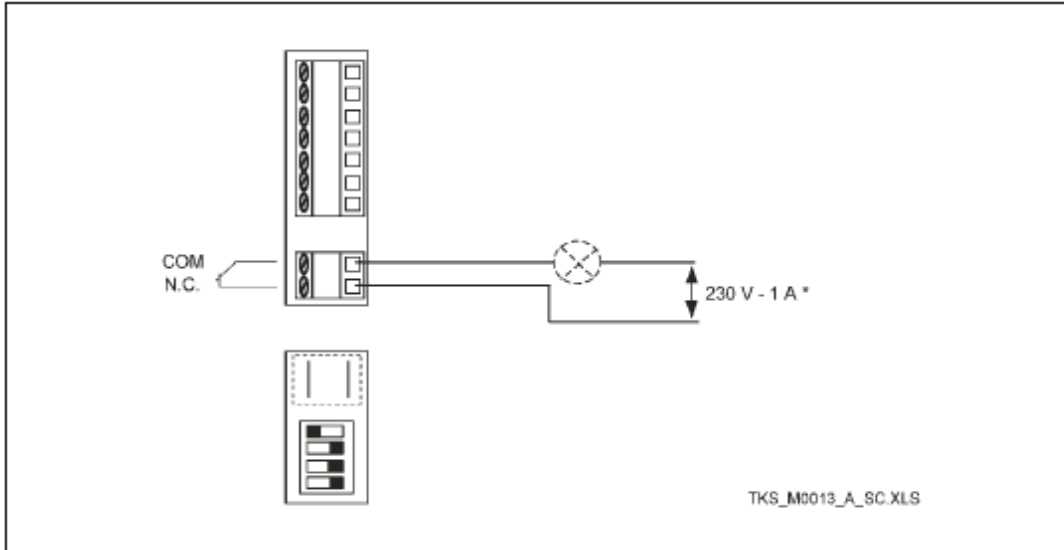 COM
N.C.
230 V - 1 A *
TKS_M0013_A_SC.XLS